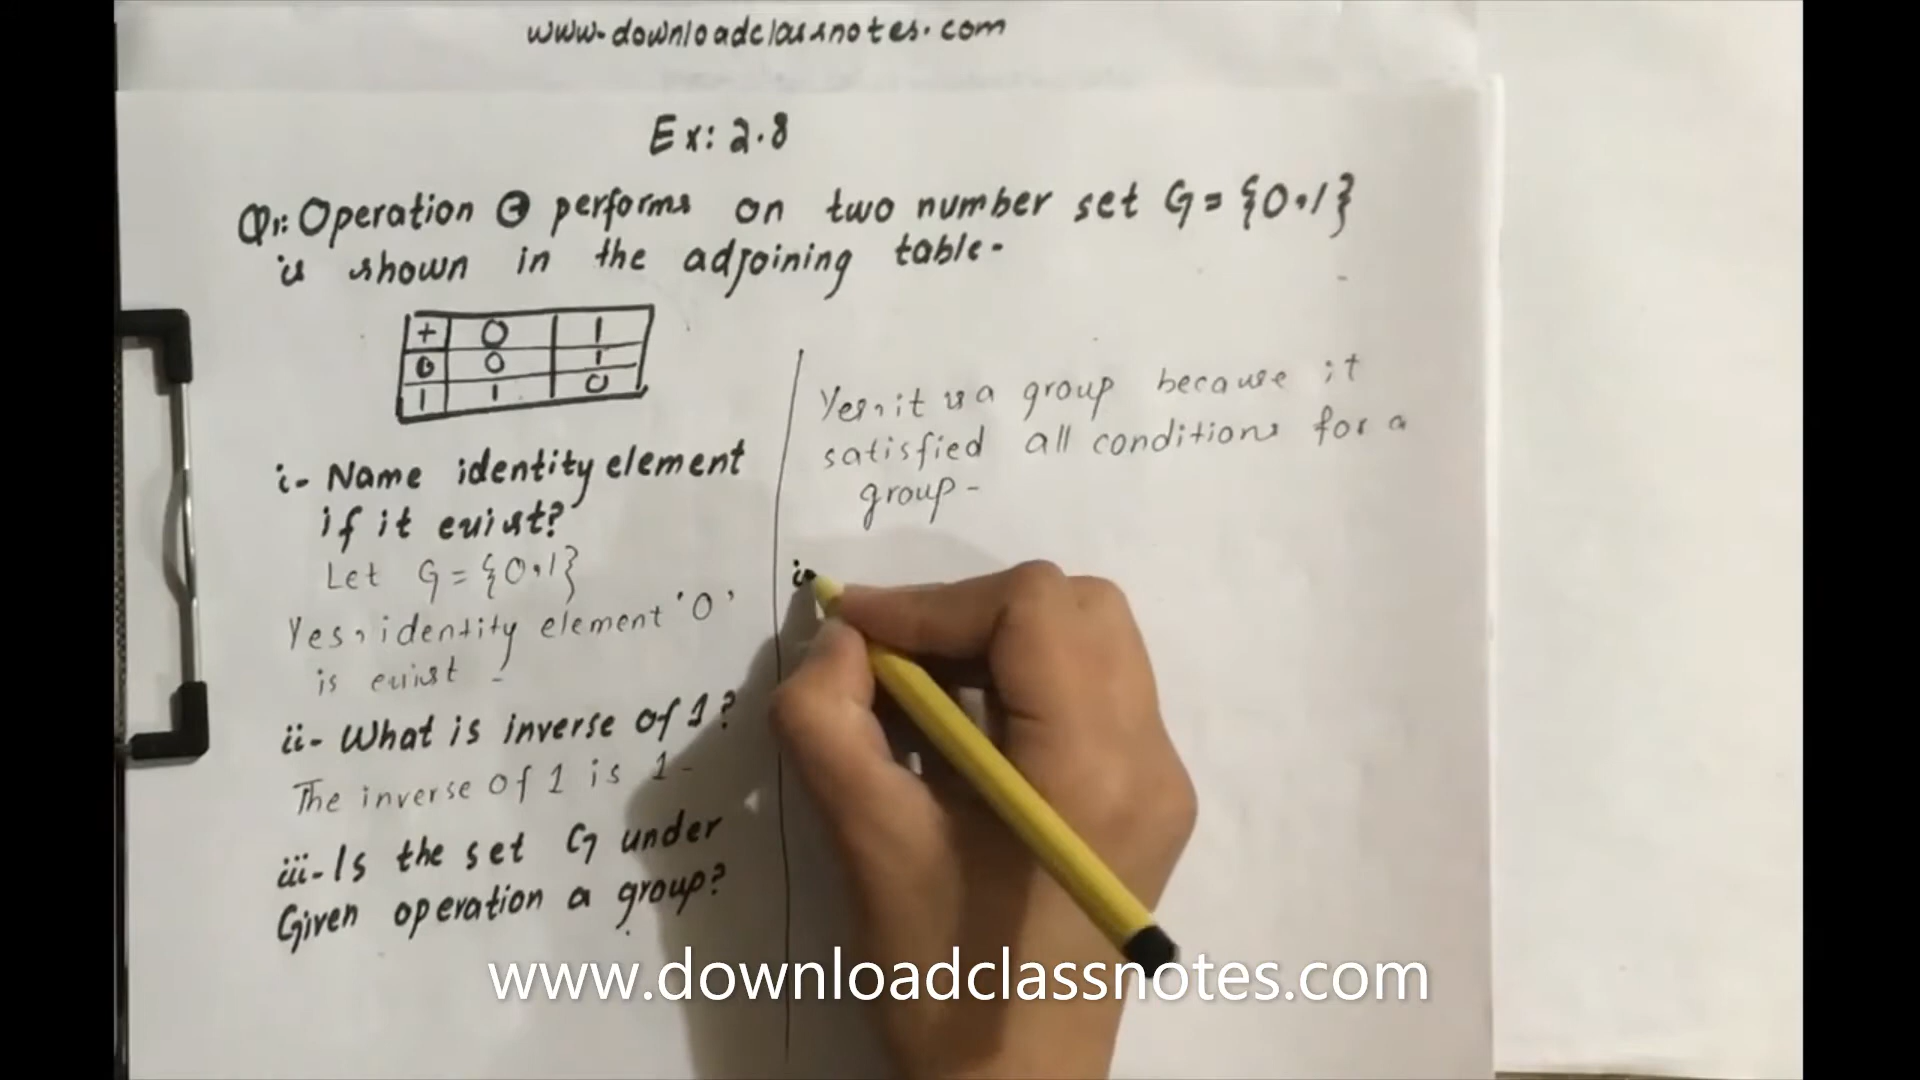 www.downloadclassnotes.com
Ex: 2.8
Q1: Operation ⊕ performs on two number set G = {0,1}
is shown in the adjoining table-
+ 0 1
0 0 1
1 1 0
i- Name identity element
if it exist?
Let G = {0,1}
Yes, identity element '0'
is exist -
ii- What is inverse of 1?
The inverse of 1 is 1-
iii- Is the set G under
Given operation a group?
Yes, it is a group because it
satisfied all conditions for a
group-
www.downloadclassnotes.com